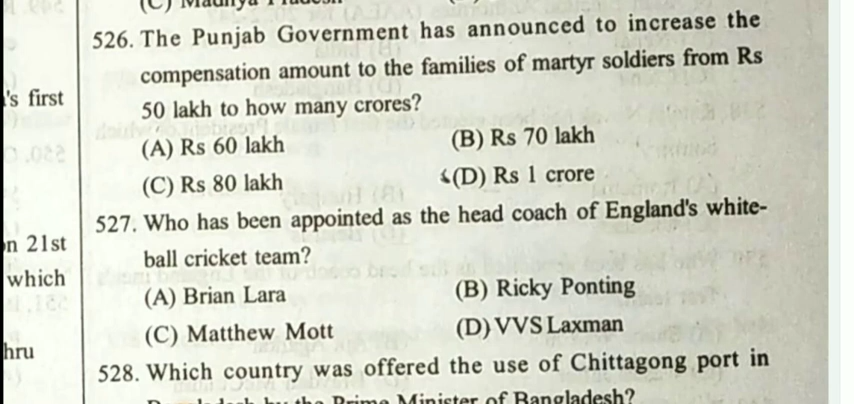 526. The Punjab Government has announced to increase the
compensation amount to the families of martyr soldiers from Rs
50 lakh to how many crores?
(A) Rs 60 lakh (B) Rs 70 lakh
(C) Rs 80 lakh (D) Rs 1 crore
527. Who has been appointed as the head coach of England's white-
ball cricket team?
(A) Brian Lara (B) Ricky Ponting
(C) Matthew Mott (D) VVS Laxman
528. Which country was offered the use of Chittagong port in
Prime Minister of Bangladesh?
's first
21st
which